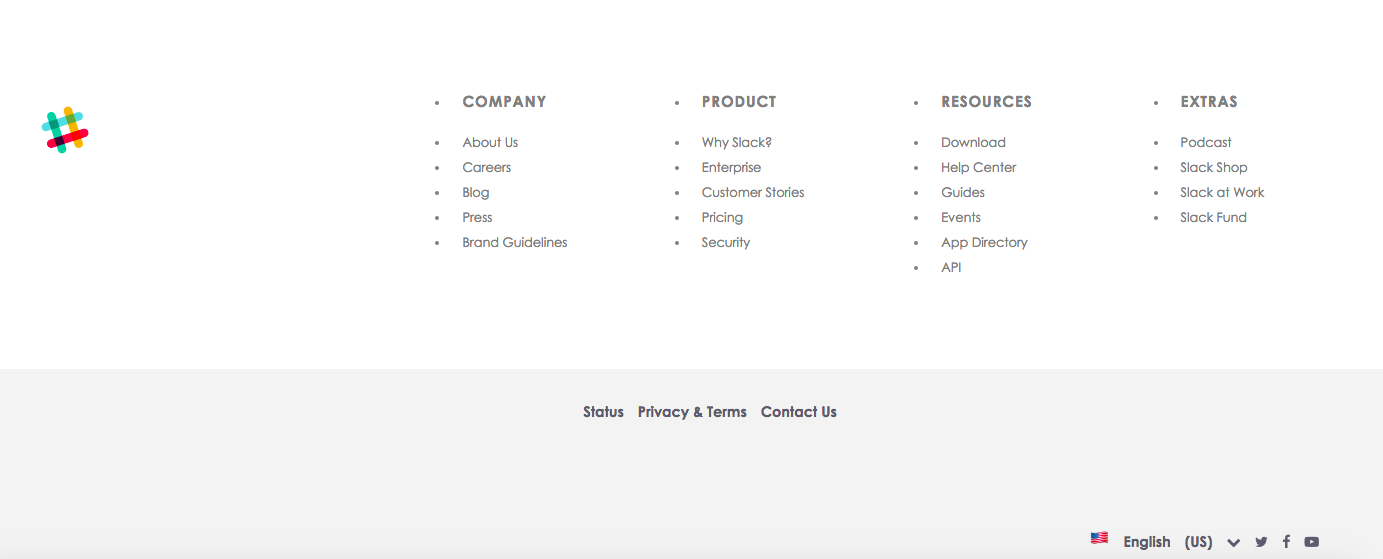 COMPANY
About Us
Careers
Blog
Press
Brand Guidelines
PRODUCT
Why Slack?
Enterprise
Customer Stories
Pricing
Security
RESOURCES
Download
Help Center
Guides
Events
App Directory
API
EXTRAS
Podcast
Slack Shop
Slack at Work
Slack Fund
Status Privacy & Terms Contact Us
English (US)